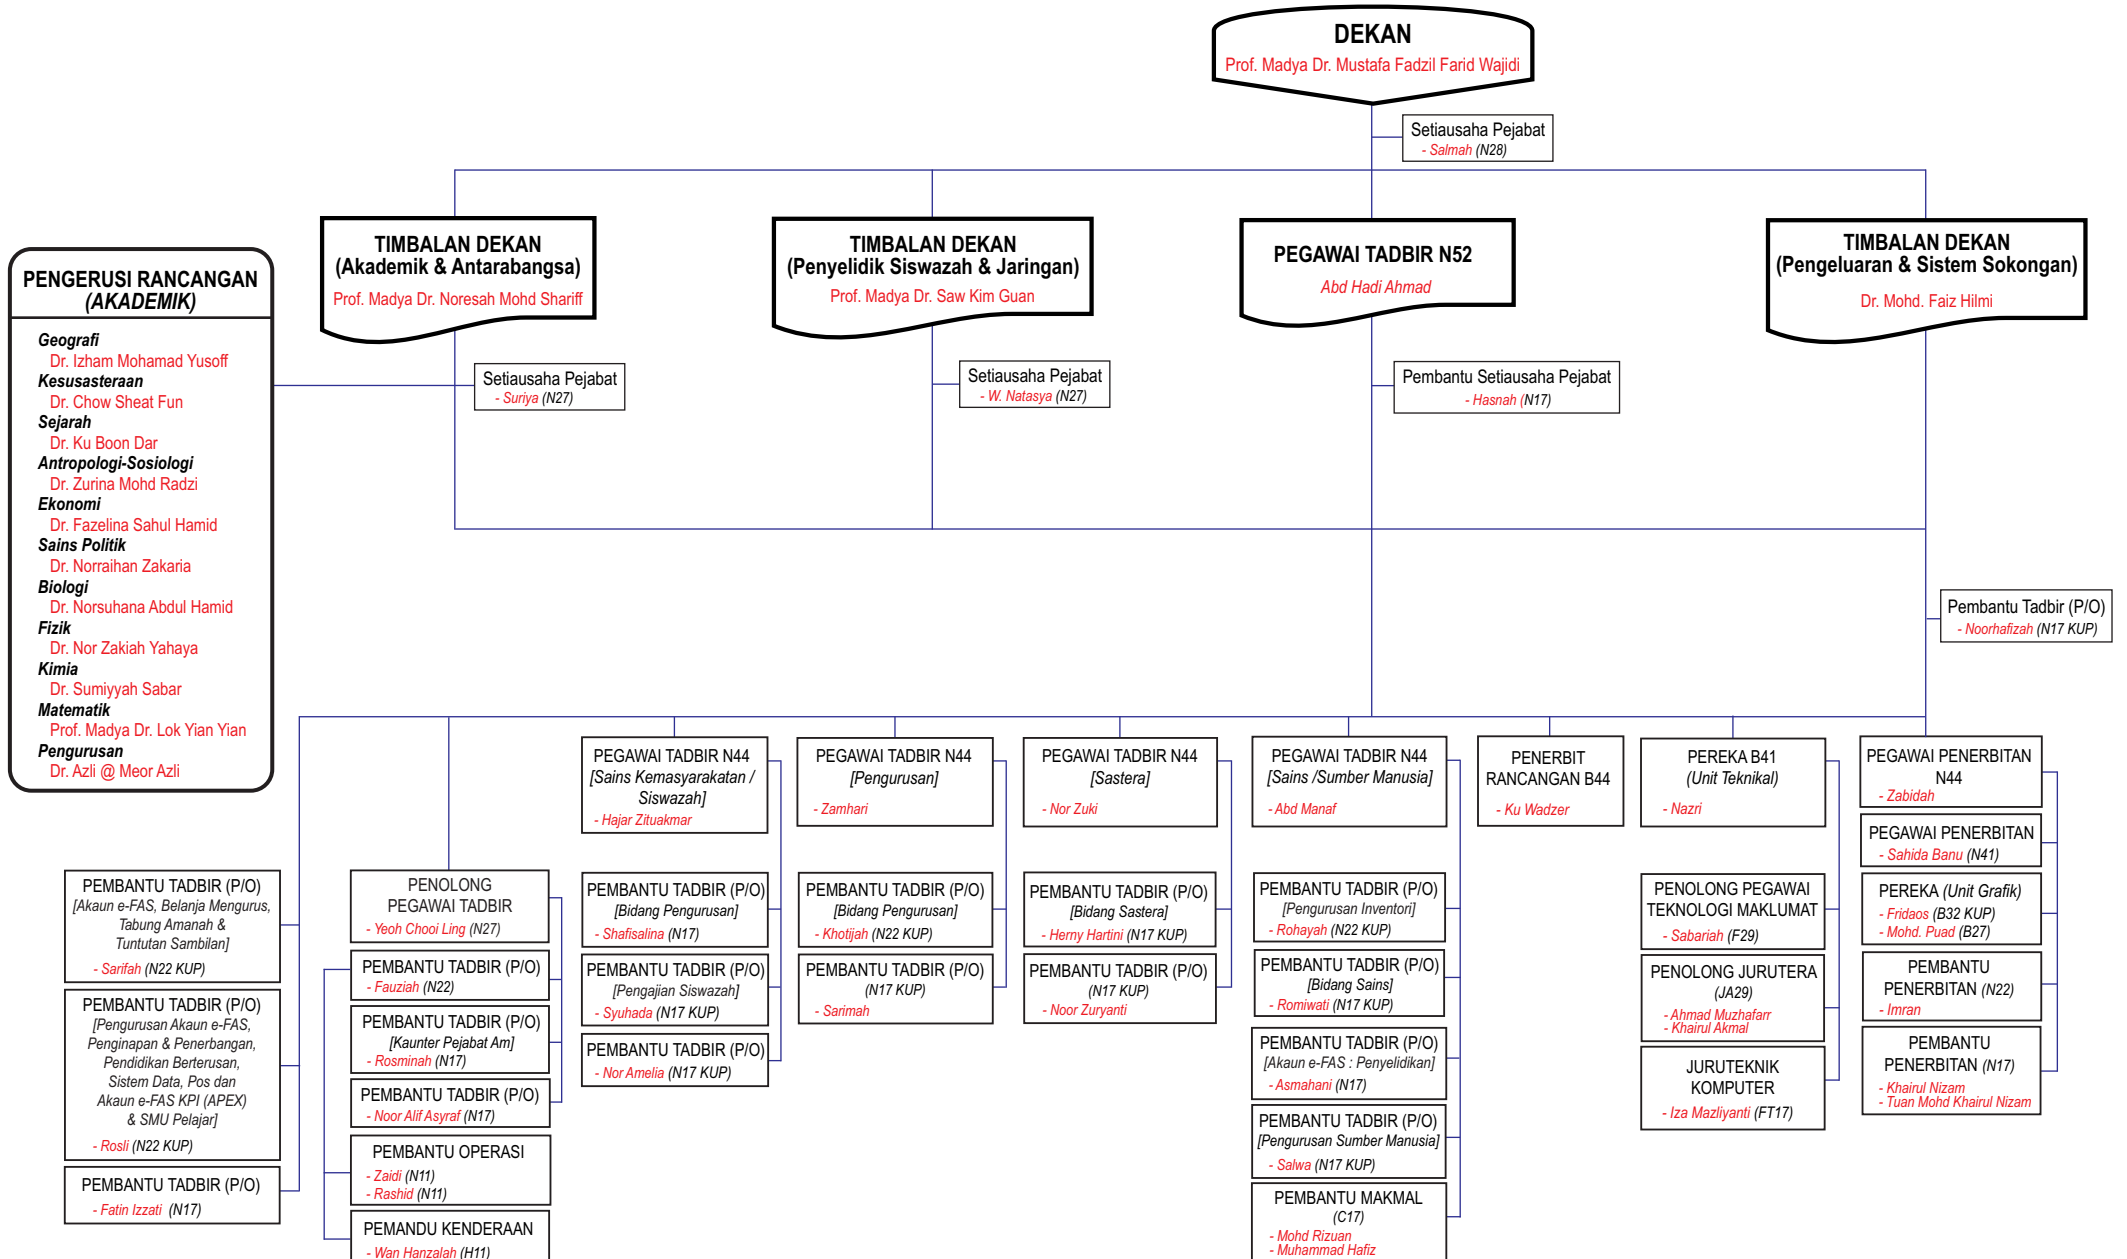 DEKAN
Prof. Madya Dr. Mustafa Fadzil Farid Wajidi
Setiausaha Pejabat
- Salmah (N28)
TIMBALAN DEKAN
(Akademik & Antarabangsa)
Prof. Madya Dr. Noresah Mohd Shariff
TIMBALAN DEKAN
(Penyelidik Siswazah & Jaringan)
Prof. Madya Dr. Saw Kim Guan
PEGAWAI TADBIR N52
Abd Hadi Ahmad
TIMBALAN DEKAN
(Pengeluaran & Sistem Sokongan)
Dr. Mohd. Faiz Hilmi
PENGERUSI RANCANGAN
(AKADEMIK)
Geografi
Dr. Izham Mohamad Yusoff
Kesusasteraan
Dr. Chow Sheat Fun
Sejarah
Dr. Ku Boon Dar
Antropologi-Sosiologi
Dr. Zurina Mohd Radzi
Ekonomi
Dr. Fazelina Sahul Hamid
Sains Politik
Dr. Norraihan Zakaria
Biologi
Dr. Norsuhana Abdul Hamid
Fizik
Dr. Nor Zakiah Yahaya
Kimia
Dr. Sumiyyah Sabar
Matematik
Prof. Madya Dr. Lok Yian Yian
Pengurusan
Dr. Azli @ Meor Azli
Setiausaha Pejabat
- Suriya (N27)
Setiausaha Pejabat
- W. Natasya (N27)
Pembantu Setiausaha Pejabat
- Hasnah (N17)
Pembantu Tadbir (P/O)
- Noorhafizah (N17 KUP)
PEMBANTU TADBIR (P/O)
[Akaun e-FAS, Belanja Mengurus,
Tabung Amanah &
Tuntutan Sambilan]
- Sarifah (N22 KUP)
PEMBANTU TADBIR (P/O)
[Pengurusan Akaun e-FAS,
Penginapan & Penerbangan,
Pendidikan Berterusan,
Sistem Data, Pos dan
Akaun e-FAS KPI (APEX)
& SMU Pelajar]
- Rosli (N22 KUP)
PEMBANTU TADBIR (P/O)
- Fatin Izzati (N17)
PENOLONG
PEGAWAI TADBIR
- Yeoh Chooi Ling (N27)
PEMBANTU TADBIR (P/O)
- Fauziah (N22)
PEMBANTU TADBIR (P/O)
[Kaunter Pejabat Am]
- Rosminah (N17)
PEMBANTU TADBIR (P/O)
- Noor Alif Asyraf (N17)
PEMBANTU OPERASI
- Zaidi (N11)
- Rashid (N11)
PEMANDU KENDERAAN
- Wan Hanzalah (H11)
PEGAWAI TADBIR N44
[Sains Kemasyarakatan /
Siswazah]
- Hajar Zituakmar
PEMBANTU TADBIR (P/O)
[Bidang Pengurusan]
- Shafisalina (N17)
PEMBANTU TADBIR (P/O)
[Pengajian Siswazah]
- Syuhada (N17 KUP)
PEMBANTU TADBIR (P/O)
- Nor Amelia (N17 KUP)
PEGAWAI TADBIR N44
[Pengurusan]
- Zamhari
PEMBANTU TADBIR (P/O)
[Bidang Pengurusan]
- Khotijah (N22 KUP)
PEMBANTU TADBIR (P/O)
(N17 KUP)
- Sarimah
PEGAWAI TADBIR N44
[Sastera]
- Nor Zuki
PEMBANTU TADBIR (P/O)
[Bidang Sastera]
- Herny Hartini (N17 KUP)
PEMBANTU TADBIR (P/O)
(N17 KUP)
- Noor Zuryanti
PEGAWAI TADBIR N44
[Sains /Sumber Manusia]
- Abd Manaf
PEMBANTU TADBIR (P/O)
[Pengurusan Inventori]
- Rohayah (N22 KUP)
PEMBANTU TADBIR (P/O)
[Bidang Sains]
- Romiwati (N17 KUP)
PEMBANTU TADBIR (P/O)
[Akaun e-FAS : Penyelidikan]
- Asmahani (N17)
PEMBANTU TADBIR (P/O)
[Pengurusan Sumber Manusia]
- Salwa (N17 KUP)
PEMBANTU MAKMAL
(C17)
- Mohd Rizuan
- Muhammad Hafiz
PENERBIT
RANCANGAN B44
- Ku Wadzer
PEREKA B41
(Unit Teknikal)
- Nazri
PENOLONG PEGAWAI
TEKNOLOGI MAKLUMAT
- Sabariah (F29)
PENOLONG JURUTERA
(JA29)
- Ahmad Muzhafarr
- Khairul Akmal
JURUTEKNIK
KOMPUTER
- Iza Mazliyanti (FT17)
PEGAWAI PENERBITAN
N44
- Zabidah
PEGAWAI PENERBITAN
- Sahida Banu (N41)
PEREKA (Unit Grafik)
- Fridaos (B32 KUP)
- Mohd. Puad (B27)
PEMBANTU
PENERBITAN (N22)
- Imran
PEMBANTU
PENERBITAN (N17)
- Khairul Nizam
- Tuan Mohd Khairul Nizam